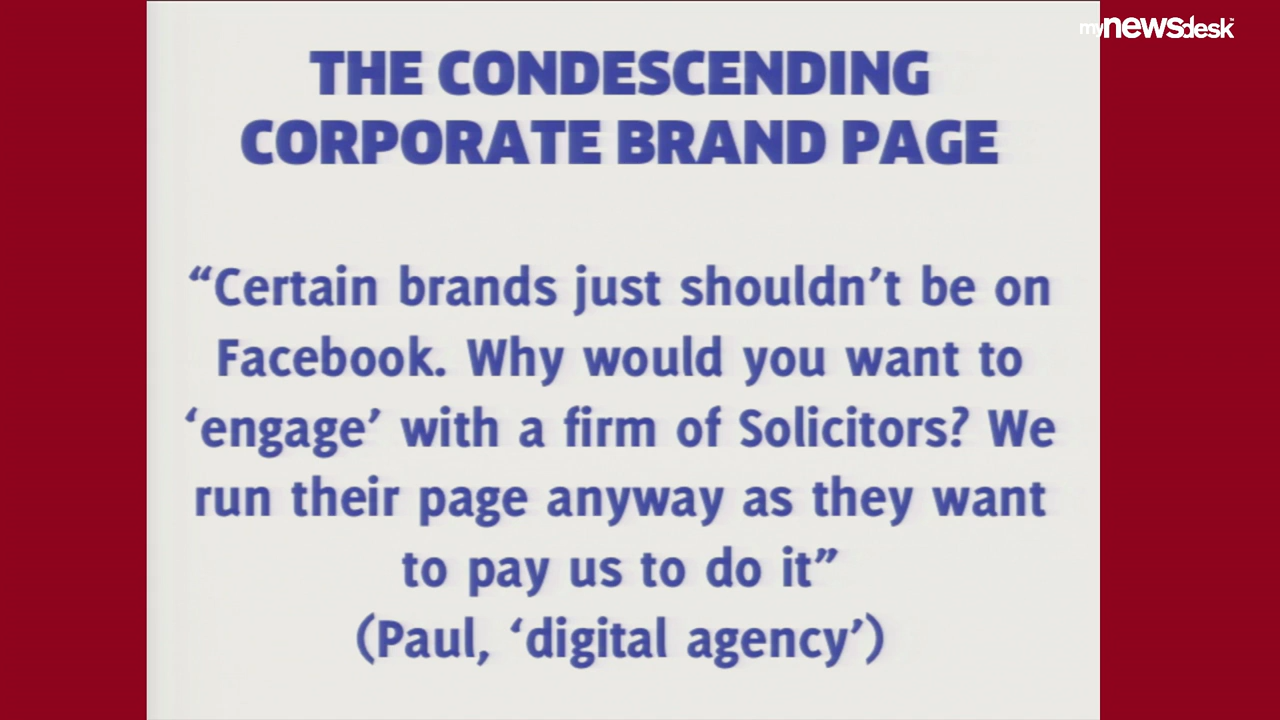 mynewsdesk
THE CONDESCENDING
CORPORATE BRAND PAGE
“Certain brands just shouldn’t be on
Facebook. Why would you want to
‘engage’ with a firm of Solicitors? We
run their page anyway as they want
to pay us to do it”
(Paul, ‘digital agency’)